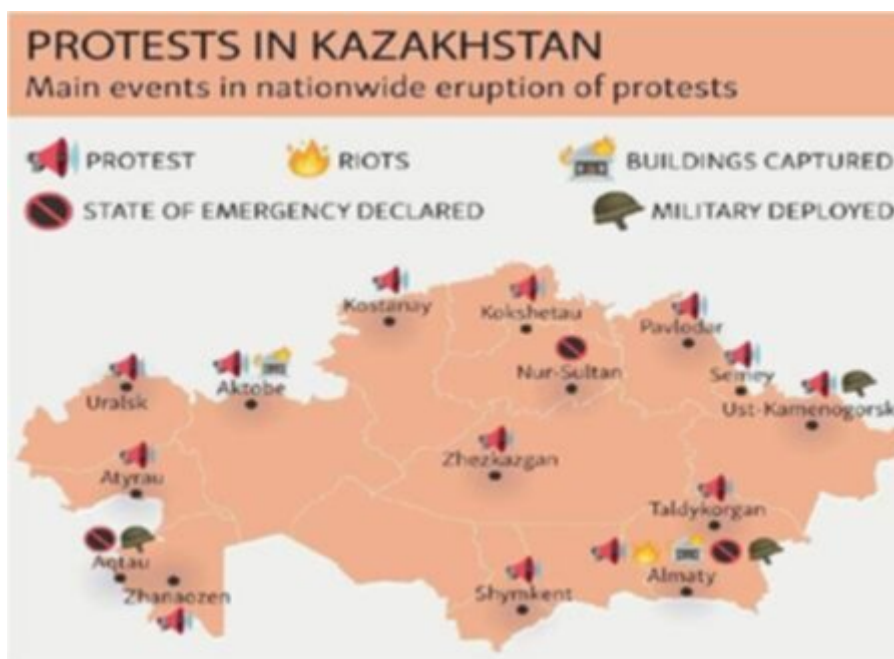 PROTESTS IN KAZAKHSTAN
Main events in nationwide eruption of protests
PROTEST
RIOTS
BUILDINGS CAPTURED
STATE OF EMERGENCY DECLARED
MILITARY DEPLOYED
Kostanay
Kokshetau
Pavlodar
Nur-Sultan
Semey
Aktobe
Uralsk
Ust-Kamenogorsk
Zhezkazgan
Atyrau
Taldykorgan
Aqtau
Almaty
Zhanaozen
Shymkent